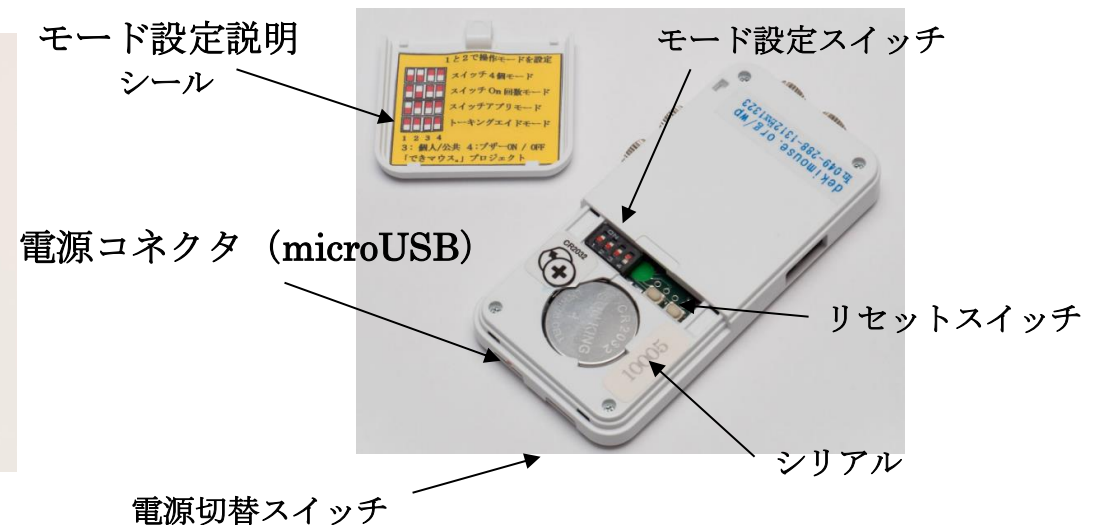 モード設定説明
シール
モード設定スイッチ
1と2で操作モードを設定
スイッチ4個モード
スイッチOn回数モード
スイッチアプリモード
トーキングエイドモード
1 2 3 4
3: 個人/公共 4:ブザーON / OFF
「できマウス。」プロジェクト
dekimouse.org/wp
電源コネクタ（microUSB）
CR2032
CR2032
10005
リセットスイッチ
シリアル
電源切替スイッチ